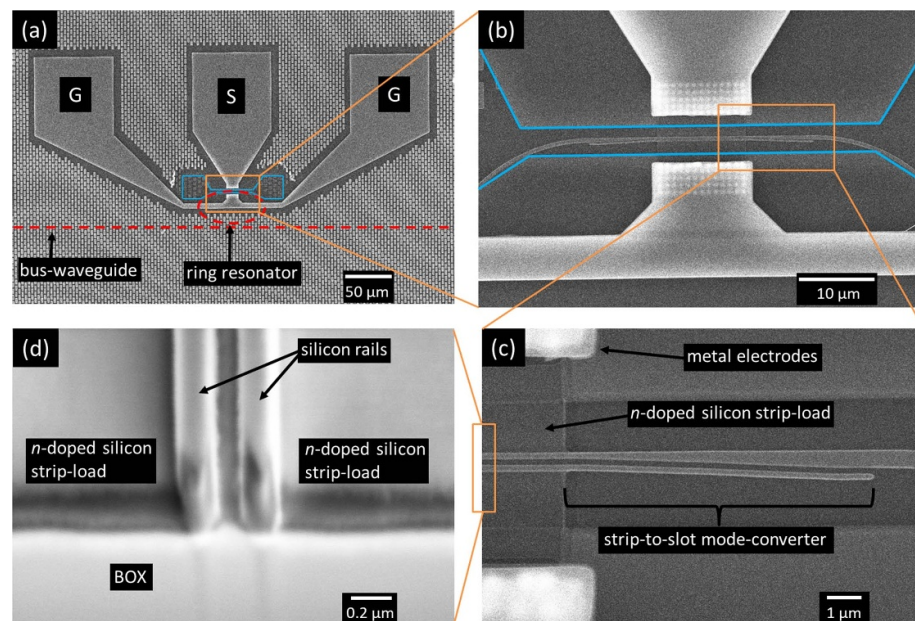 (a)
G
S
G
bus-waveguide
ring resonator
50 µm
(b)
10 µm
(d)
silicon rails
n-doped silicon
strip-load
n-doped silicon
strip-load
BOX
0.2 µm
(c)
metal electrodes
n-doped silicon strip-load
strip-to-slot mode-converter
1 µm